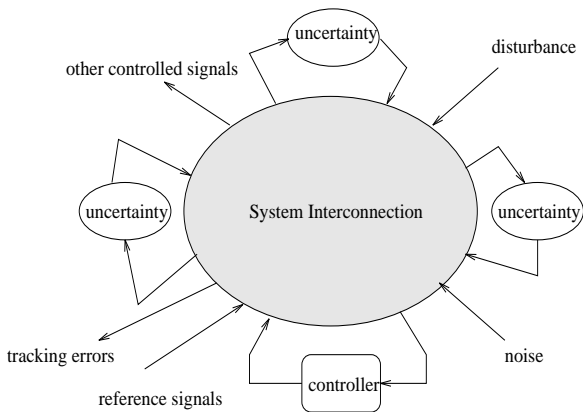 uncertainty
disturbance
other controlled signals
uncertainty
System Interconnection
uncertainty
tracking errors
noise
controller
reference signals